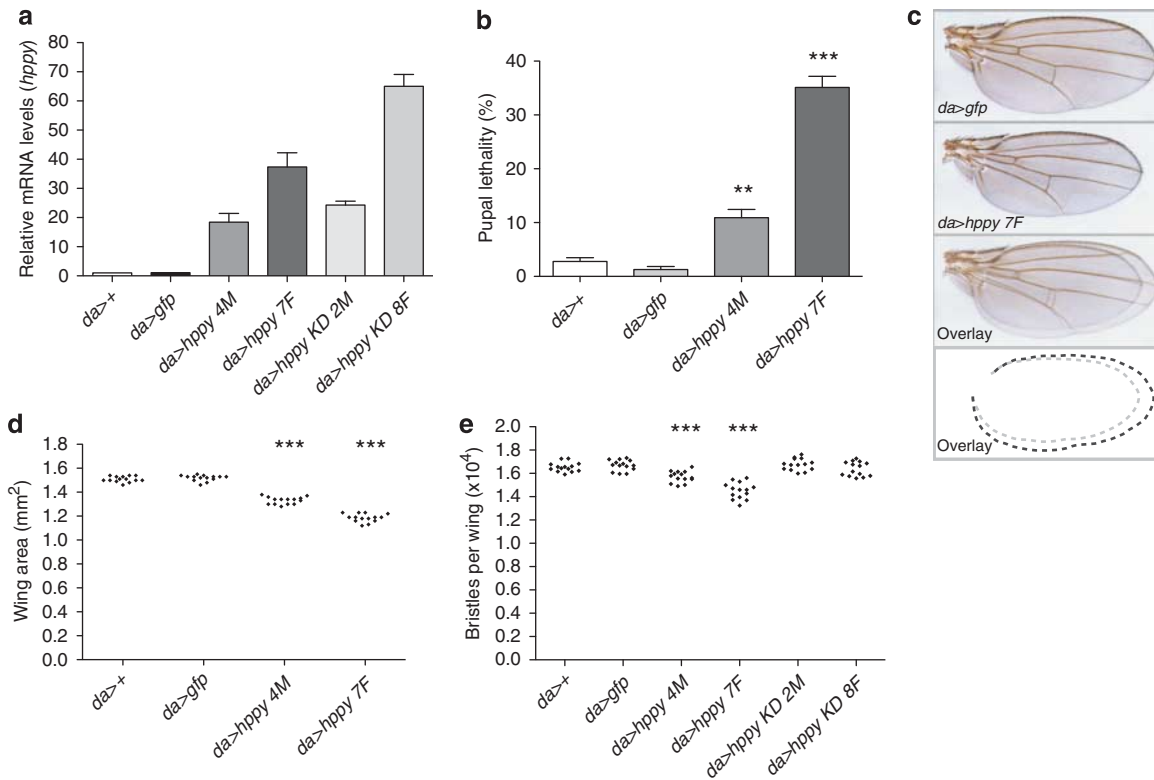 a
Relative mRNA levels (hppy)
80
70
60
50
40
30
20
10
0
da>+
da>gfp
da>hppy 4M
da>hppy 7F
da>hppy KD 2M
da>hppy KD 8F
b
Pupal lethality (%)
40
30
20
10
0
**
***
da>+
da>gfp
da>hppy 4M
da>hppy 7F
c
da>gfp
da>hppy 7F
Overlay
Overlay
d
Wing area (mm²)
1.8
1.6
1.4
1.2
1.0
0.8
0.6
0.4
0.2
0.0
***
***
da>+
da>gfp
da>hppy 4M
da>hppy 7F
e
Bristles per wing (x10⁴)
2.0
1.8
1.6
1.4
1.2
1.0
0.8
0.6
0.4
0.2
0.0
***
***
da>+
da>gfp
da>hppy 4M
da>hppy 7F
da>hppy KD 2M
da>hppy KD 8F